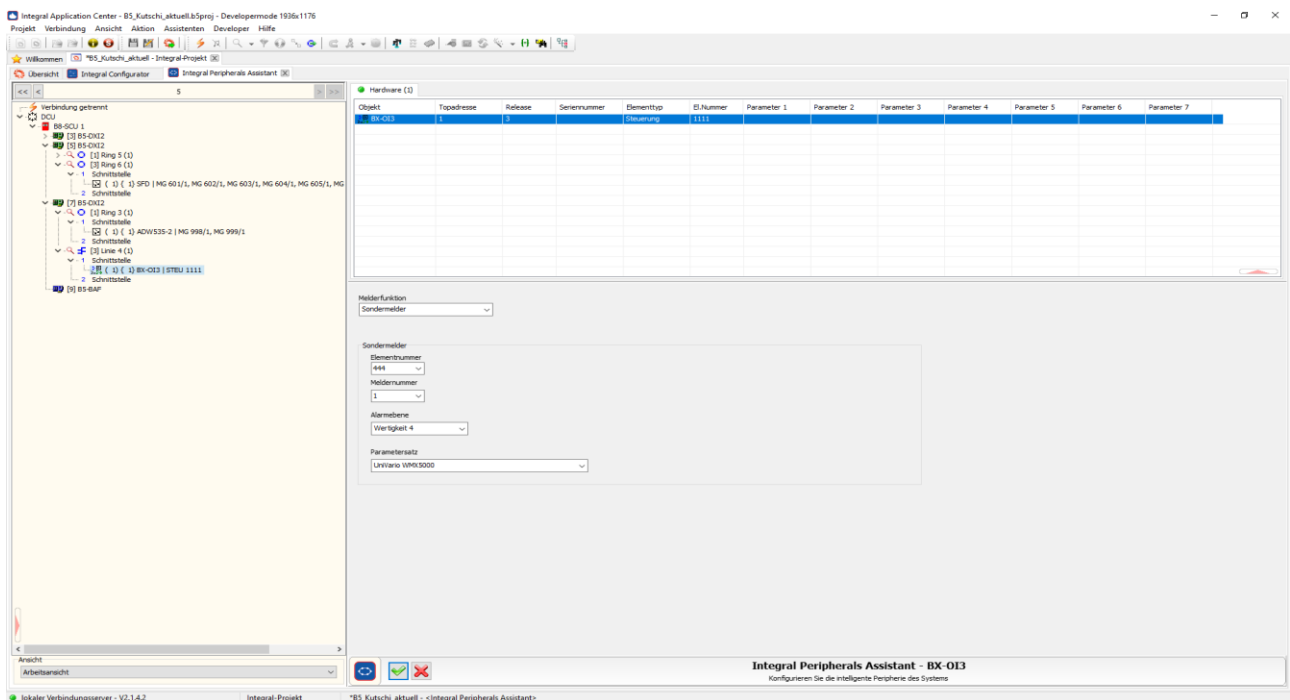 Integral Application Center - B5_Kutschi_aktuell.b5proj - Developermode 1936x1176
Projekt Verbindung Ansicht Aktion Assistenten Developer Hilfe
Willkommen *B5_Kutschi_aktuell - Integral-Projekt
Übersicht Integral Configurator Integral Peripherals Assistant
<< < 5 > >>
Hardware (1)
Objekt Topadresse Release Seriennummer Elementtyp El.Nummer Parameter 1 Parameter 2 Parameter 3 Parameter 4 Parameter 5 Parameter 6 Parameter 7
BX-OI3 1 3 Steuerung 1111
Verbindung getrennt
DCU
B8-SCU 1
[3] B5-DXI2
[5] B5-DXI2
[1] Ring 5 (1)
[3] Ring 6 (1)
1 Schnittstelle
( 1) ( 1) SFD | MG 601/1, MG 602/1, MG 603/1, MG 604/1, MG 605/1, MG
2 Schnittstelle
[7] B5-DXI2
[1] Ring 3 (1)
1 Schnittstelle
( 1) ( 1) ADW535-2 | MG 998/1, MG 999/1
2 Schnittstelle
[3] Linie 4 (1)
1 Schnittstelle
( 1) ( 1) BX-OI3 | STEU 1111
2 Schnittstelle
[9] B5-BAF
Melderfunktion
Sondermelder
Sondermelder
Elementnummer
444
Meldernummer
1
Alarmebene
Wertigkeit 4
Parametersatz
UniVario WMX5000
Ansicht
Arbeitsansicht
Integral Peripherals Assistant - BX-OI3
Konfigurieren Sie die intelligente Peripherie des Systems
lokaler Verbindungsserver - V2.1.4.2 Integral-Projekt *B5_Kutschi_aktuell - <Integral Peripherals Assistant>